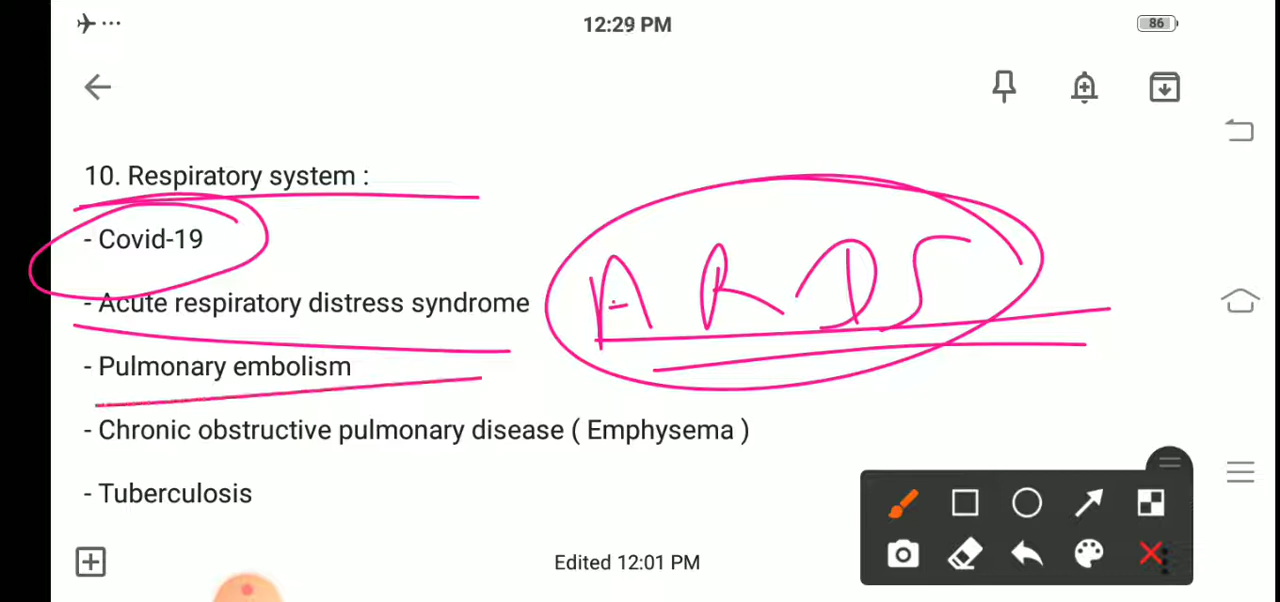 12:29 PM
86
10. Respiratory system :
- Covid-19
- Acute respiratory distress syndrome
ARDS
- Pulmonary embolism
- Chronic obstructive pulmonary disease ( Emphysema )
- Tuberculosis
Edited 12:01 PM